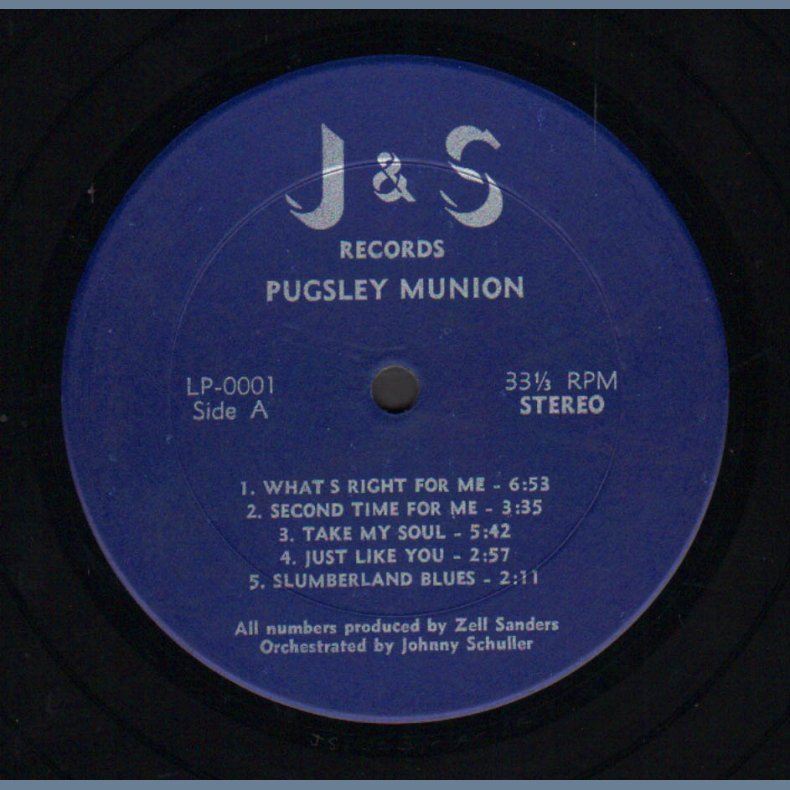 J & S
RECORDS
PUGSLEY MUNION
LP-0001
Side A
33⅓ RPM
STEREO
1. WHAT S RIGHT FOR ME - 6:53
2. SECOND TIME FOR ME - 3:35
3. TAKE MY SOUL - 5:42
4. JUST LIKE YOU - 2:57
5. SLUMBERLAND BLUES - 2:11
All numbers produced by Zell Sanders
Orchestrated by Johnny Schuller